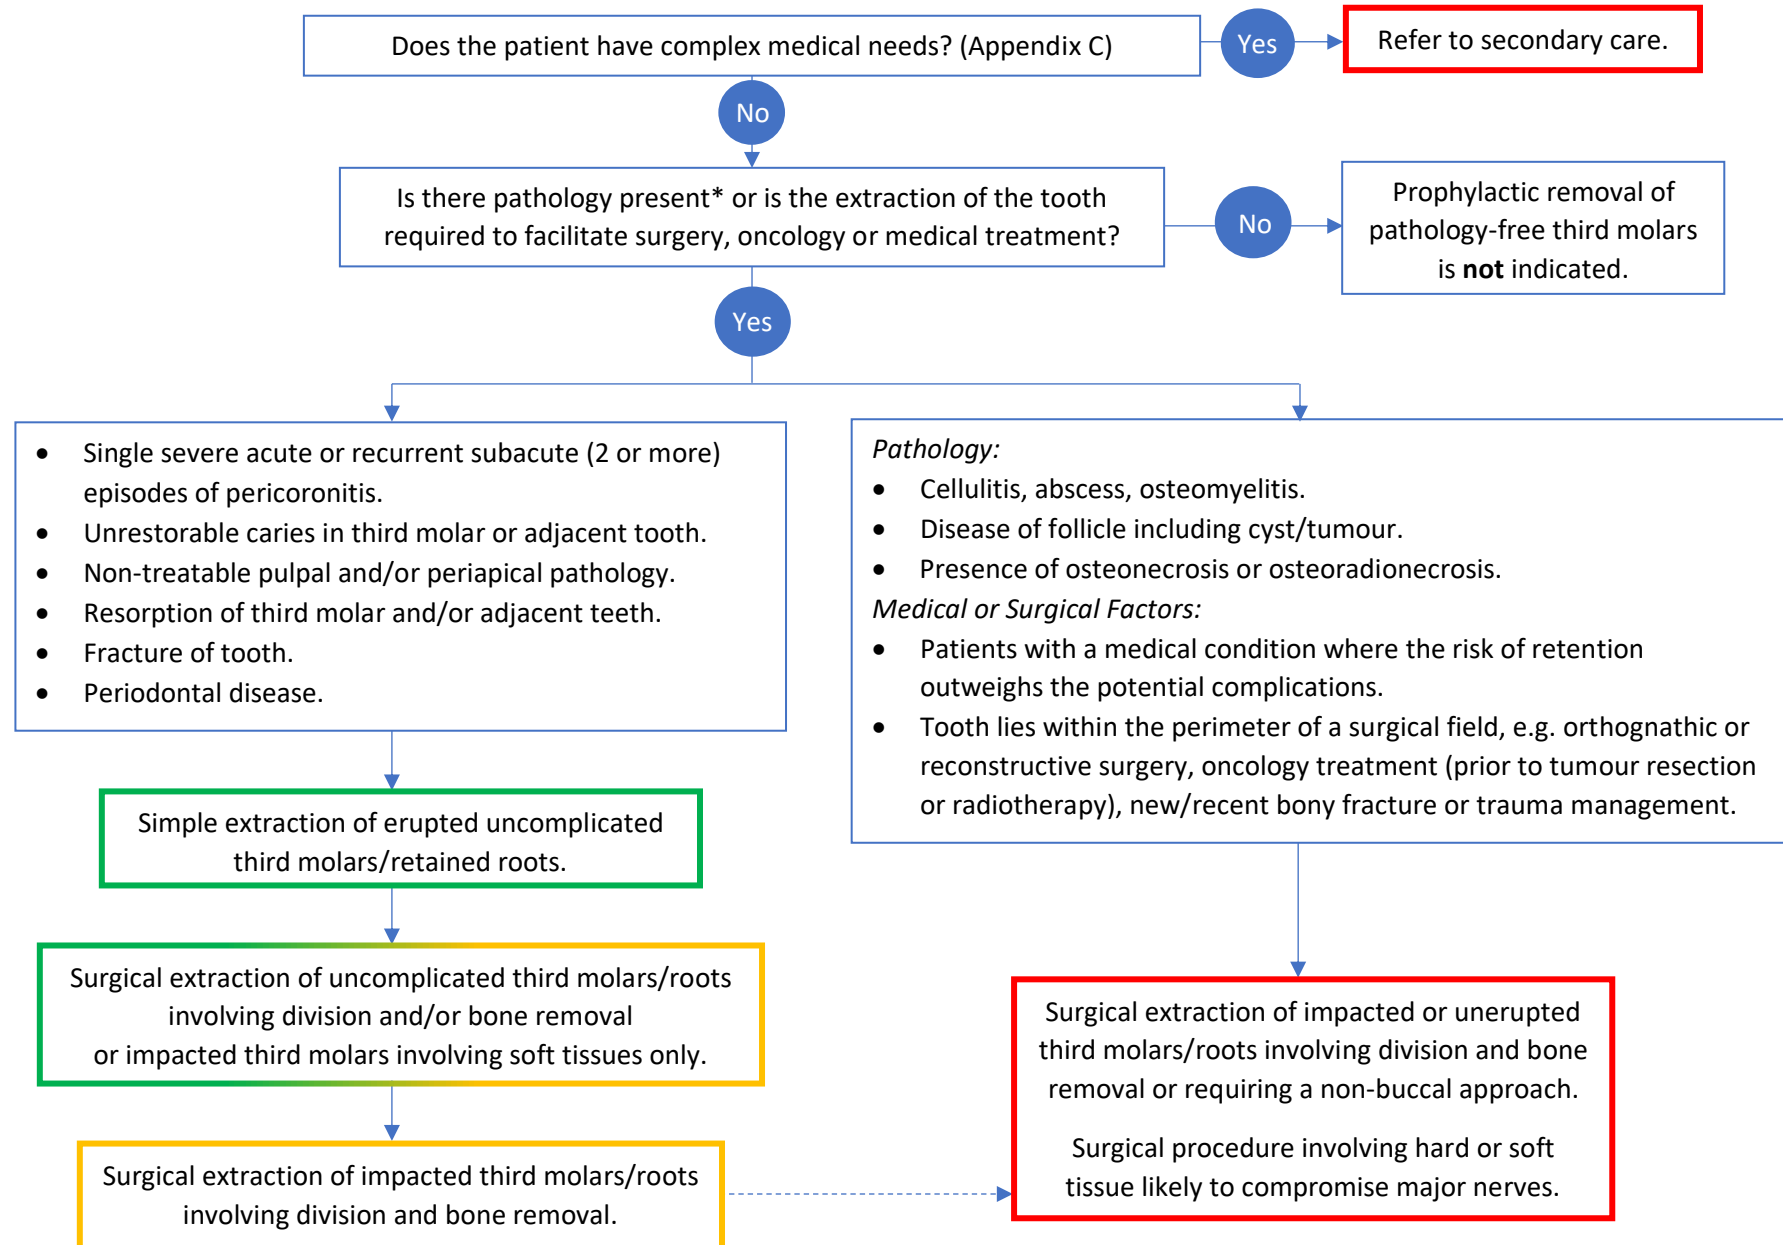 Does the patient have complex medical needs? (Appendix C)
Yes
Refer to secondary care.
No
Is there pathology present* or is the extraction of the tooth
required to facilitate surgery, oncology or medical treatment?
No
Prophylactic removal of
pathology-free third molars
is not indicated.
Yes
• Single severe acute or recurrent subacute (2 or more)
episodes of pericoronitis.
• Unrestorable caries in third molar or adjacent tooth.
• Non-treatable pulpal and/or periapical pathology.
• Resorption of third molar and/or adjacent teeth.
• Fracture of tooth.
• Periodontal disease.
Pathology:
• Cellulitis, abscess, osteomyelitis.
• Disease of follicle including cyst/tumour.
• Presence of osteonecrosis or osteoradionecrosis.
Medical or Surgical Factors:
• Patients with a medical condition where the risk of retention
outweighs the potential complications.
• Tooth lies within the perimeter of a surgical field, e.g. orthognathic or
reconstructive surgery, oncology treatment (prior to tumour resection
or radiotherapy), new/recent bony fracture or trauma management.
Simple extraction of erupted uncomplicated
third molars/retained roots.
Surgical extraction of uncomplicated third molars/roots
involving division and/or bone removal
or impacted third molars involving soft tissues only.
Surgical extraction of impacted third molars/roots
involving division and bone removal.
Surgical extraction of impacted or unerupted
third molars/roots involving division and bone
removal or requiring a non-buccal approach.
Surgical procedure involving hard or soft
tissue likely to compromise major nerves.